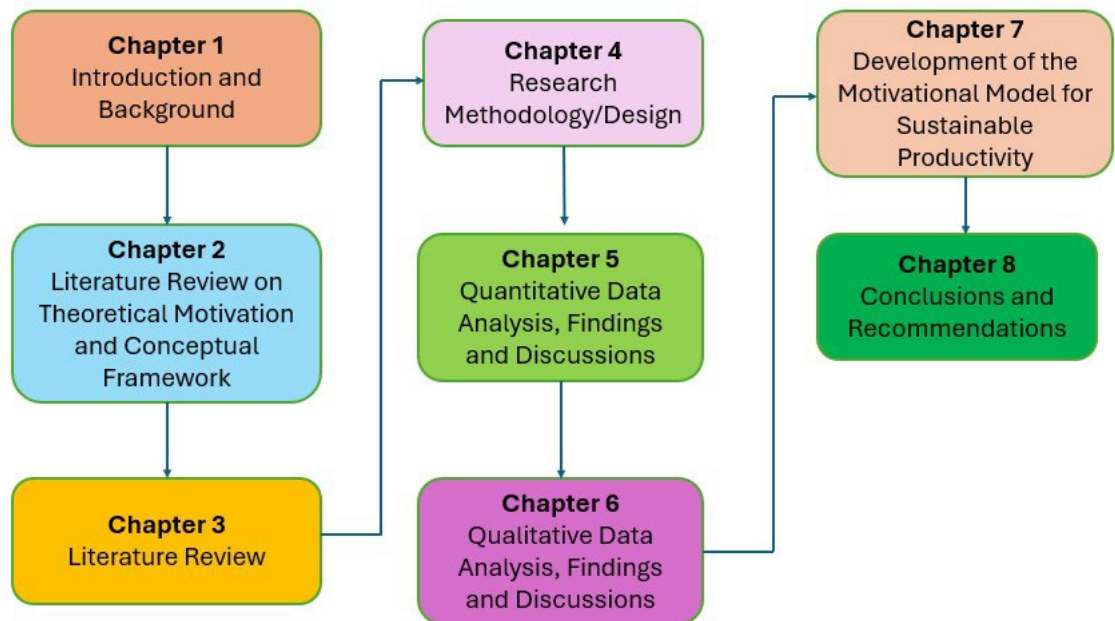 Chapter 1
Introduction and
Background
Chapter 2
Literature Review on
Theoretical Motivation
and Conceptual
Framework
Chapter 3
Literature Review
Chapter 4
Research
Methodology/Design
Chapter 5
Quantitative Data
Analysis, Findings
and Discussions
Chapter 6
Qualitative Data
Analysis, Findings
and Discussions
Chapter 7
Development of the
Motivational Model for
Sustainable
Productivity
Chapter 8
Conclusions and
Recommendations